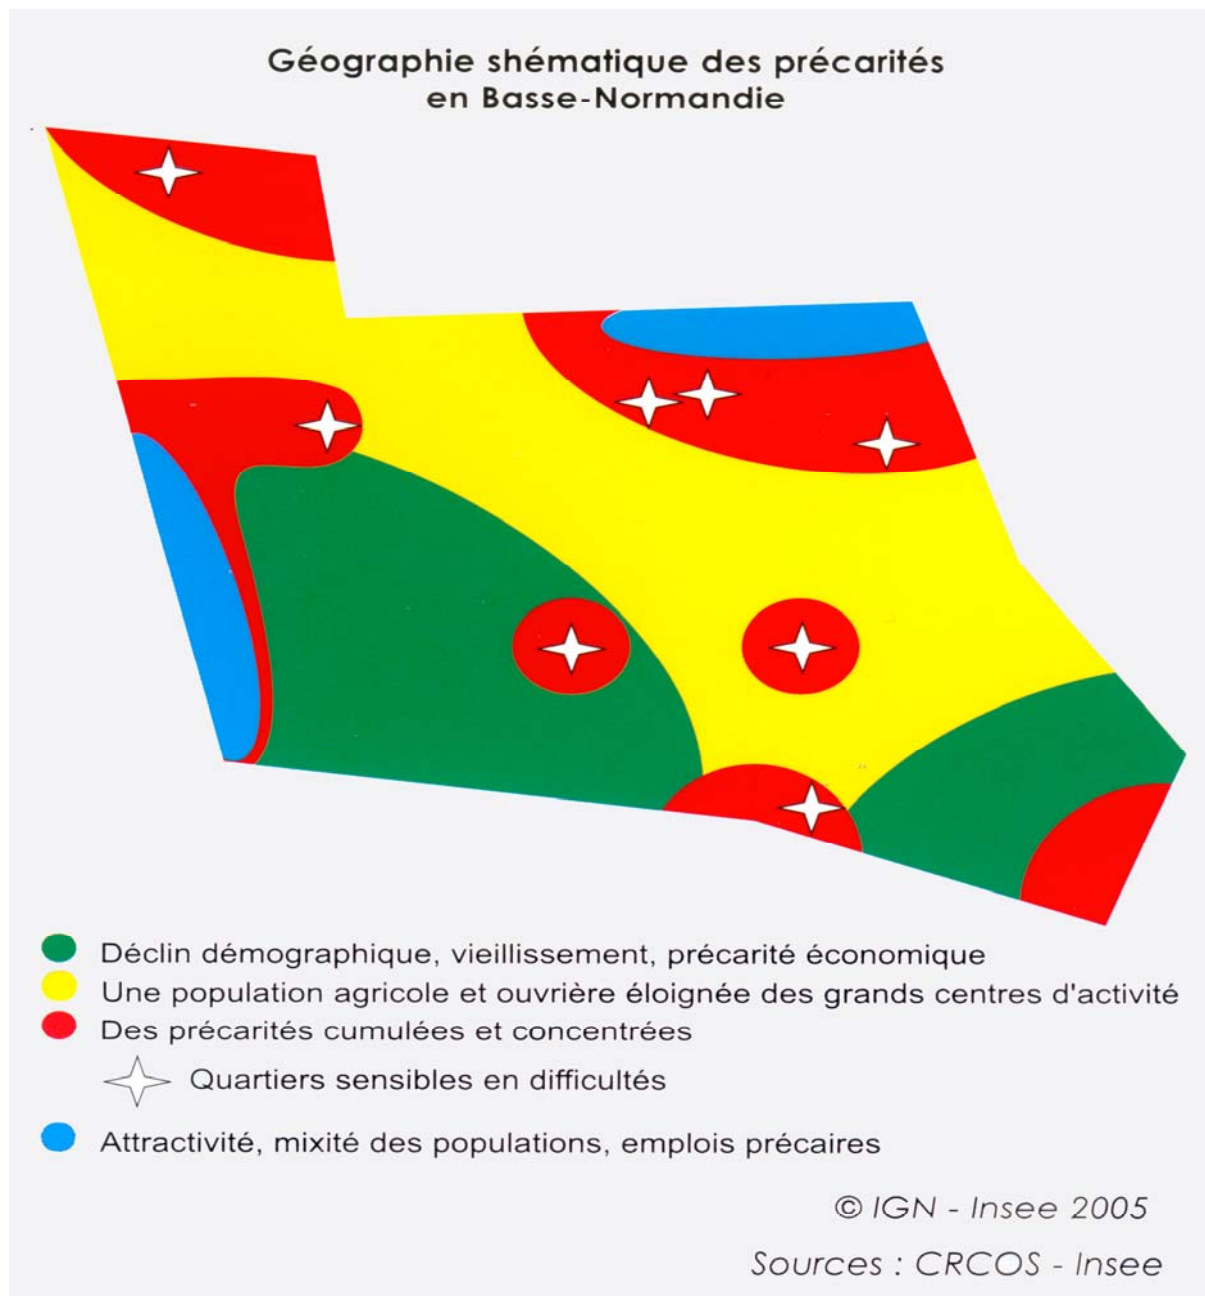 Géographie shématique des précarités
en Basse-Normandie
Déclin démographique, vieillissement, précarité économique
Une population agricole et ouvrière éloignée des grands centres d'activité
Des précarités cumulées et concentrées
Quartiers sensibles en difficultés
Attractivité, mixité des populations, emplois précaires
© IGN - Insee 2005
Sources : CRCOS - Insee